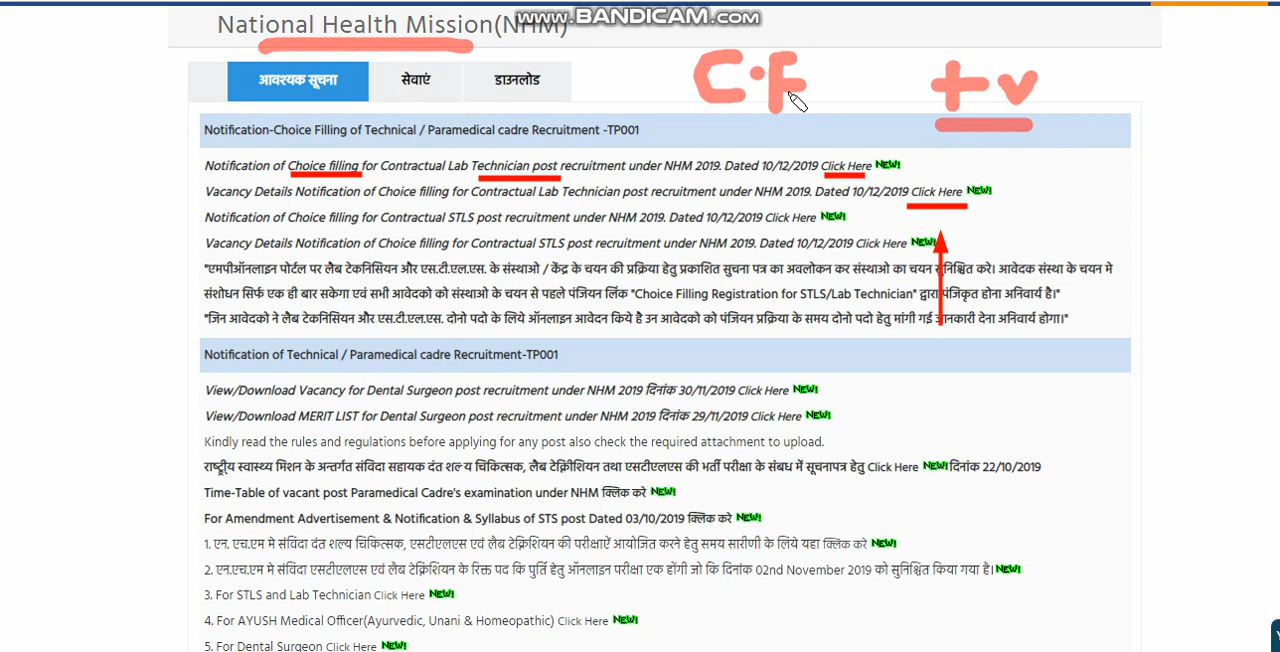 www.BANDICAM.com
National Health Mission(NHM)
C.F
+ v
आवश्यक सूचना सेवाएं डाउनलोड
Notification-Choice Filling of Technical / Paramedical cadre Recruitment -TP001
Notification of Choice filling for Contractual Lab Technician post recruitment under NHM 2019. Dated 10/12/2019 Click Here NEW!
Vacancy Details Notification of Choice filling for Contractual Lab Technician post recruitment under NHM 2019. Dated 10/12/2019 Click Here NEW!
Notification of Choice filling for Contractual STLS post recruitment under NHM 2019. Dated 10/12/2019 Click Here NEW!
Vacancy Details Notification of Choice filling for Contractual STLS post recruitment under NHM 2019. Dated 10/12/2019 Click Here NEW!
"एमपीऑनलाइन पोर्टल पर लैब टेकनिसियन और एस.टी.एल.एस. के संस्थाओ / केंद्र के चयन की प्रक्रिया हेतु प्रकाशित सुचना पत्र का अवलोकन कर संस्थाओ का चयन सुनिश्चित करे। आवेदक संस्था के चयन मे
संशोधन सिर्फ एक ही बार सकेगा एवं सभी आवेदको को संस्थाओ के चयन से पहले पंजियन लिंक "Choice Filling Registration for STLS/Lab Technician" द्वारा पंजिकृत होना अनिवार्य है।"
"जिन आवेदको ने लैब टेकनिसियन और एस.टी.एल.एस. दोनो पदो के लिये ऑनलाइन आवेदन किये है उन आवेदको को पंजियन प्रक्रिया के समय दोनो पदो हेतु मांगी गई जानकारी देना अनिवार्य होगा।"
Notification of Technical / Paramedical cadre Recruitment-TP001
View/Download Vacancy for Dental Surgeon post recruitment under NHM 2019 दिनांक 30/11/2019 Click Here NEW!
View/Download MERIT LIST for Dental Surgeon post recruitment under NHM 2019 दिनांक 29/11/2019 Click Here NEW!
Kindly read the rules and regulations before applying for any post also check the required attachment to upload.
राष्ट्रीय स्वास्थ्य मिशन के अन्तर्गत संविदा सहायक दंत शल्य चिकित्सक, लैब टेक्नीशियन तथा एसटीएलएस की भर्ती परीक्षा के संबध में सूचनापत्र हेतु Click Here NEW! दिनांक 22/10/2019
Time-Table of vacant post Paramedical Cadre's examination under NHM क्लिक करे NEW!
For Amendment Advertisement & Notification & Syllabus of STS post Dated 03/10/2019 क्लिक करे NEW!
1. एन. एच.एम मे संविदा दंत शल्य चिकित्सक, एसटीएलएस एवं लैब टेक्निशियन की परीक्षाऐं आयोजित करने हेतु समय सारीणी के लिये यहा क्लिक करे NEW!
2. एन.एच.एम मे संविदा एसटीएलएस एवं लैब टेक्निशियन के रिक्त पद कि पुर्ति हेतु ऑनलाइन परीक्षा एक होंगी जो कि दिनांक 02nd November 2019 को सुनिश्चित किया गया है। NEW!
3. For STLS and Lab Technician Click Here NEW!
4. For AYUSH Medical Officer(Ayurvedic, Unani & Homeopathic) Click Here NEW!
5. For Dental Surgeon Click Here NEW!